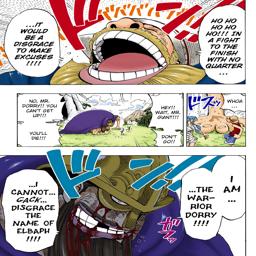 HO HO
HO HO
HO!!! IN
A FIGHT
TO THE
FINISH
WITH NO
QUARTER
...
...IT
WOULD BE
A
DISGRACE
TO MAKE
EXCUSES
!!!!
WHOA
HEY!!
WAIT,
MR.
GIANT!!!
DON'T
GO!!
NO, MR.
DORRY!! YOU
CAN'T GET
UP!!!
YOU'LL
DIE!!!
I
AM ...
...THE
WAR-
RIOR
DORRY
!!!!
...I
CANNOT...
GACK...
DISGRACE
THE
NAME OF
ELBAPH
!!!!